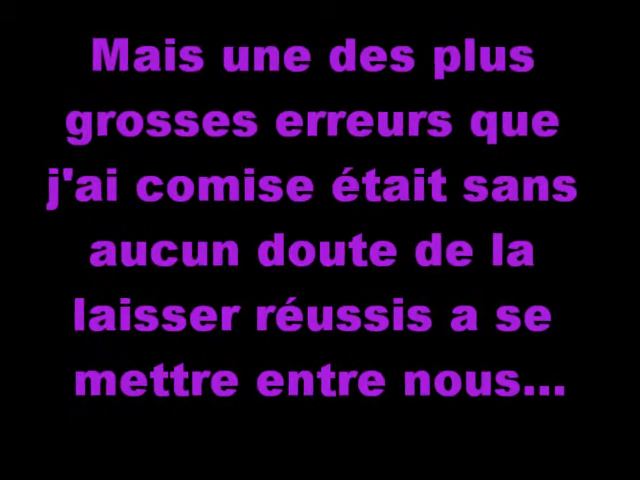 Mais une des plus
grosses erreurs que
j'ai comise était sans
aucun doute de la
laisser réussis a se
mettre entre nous...